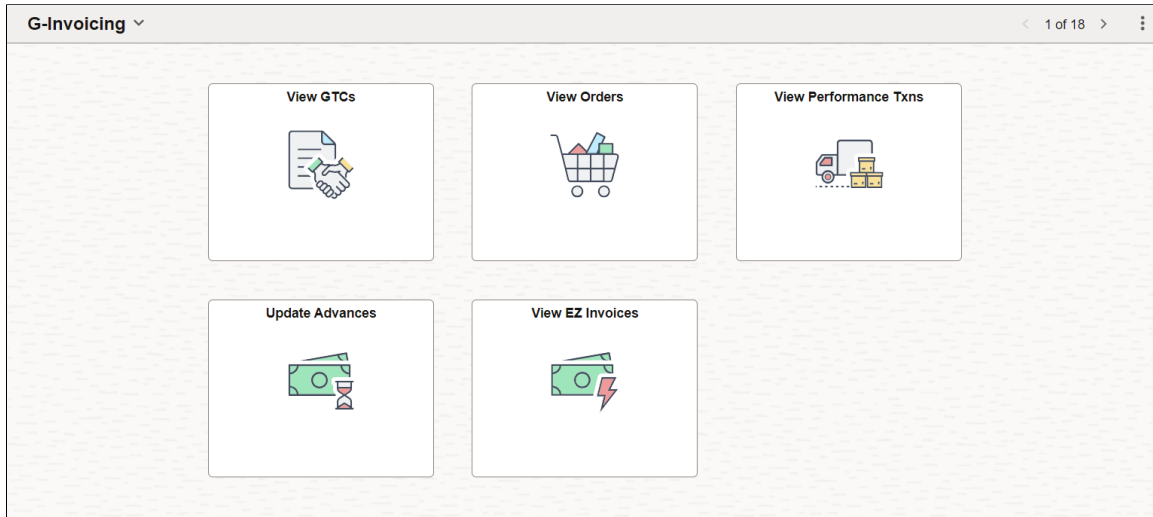 G-Invoicing
1 of 18
View GTCs
View Orders
View Performance Txns
Update Advances
View EZ Invoices